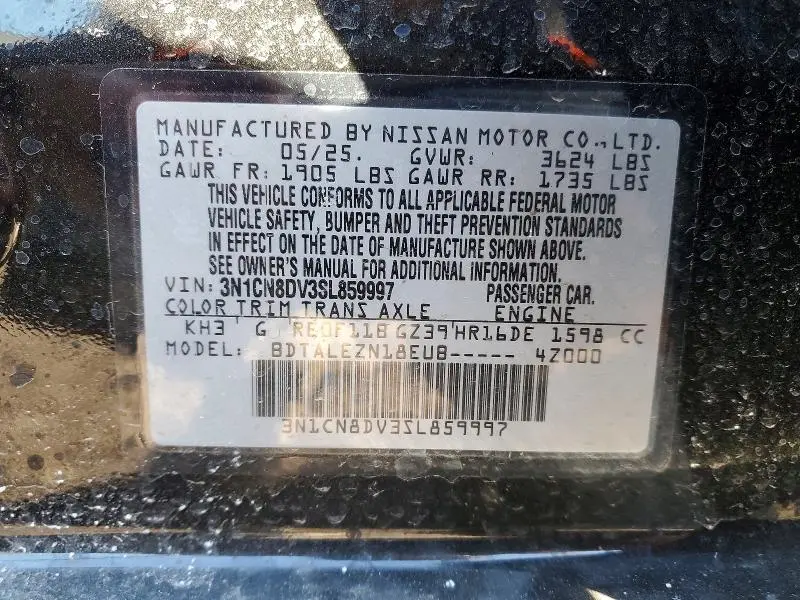 MANUFACTURED BY NISSAN MOTOR CO., LTD.
DATE: 05/25. GVWR: 3624 LBS
GAWR FR: 1905 LBS GAWR RR: 1735 LBS
THIS VEHICLE CONFORMS TO ALL APPLICABLE FEDERAL MOTOR
VEHICLE SAFETY, BUMPER AND THEFT PREVENTION STANDARDS
IN EFFECT ON THE DATE OF MANUFACTURE SHOWN ABOVE.
SEE OWNER'S MANUAL FOR ADDITIONAL INFORMATION.
VIN: 3N1CN8DV3SL859997 PASSENGER CAR.
COLOR TRIM TRANS AXLE ENGINE
KH3 G RE0F11B GZ39 HR16DE 1598 CC
MODEL: BDTALEZN18EUB----- 4Z000
3N1CN8DV3SL859997